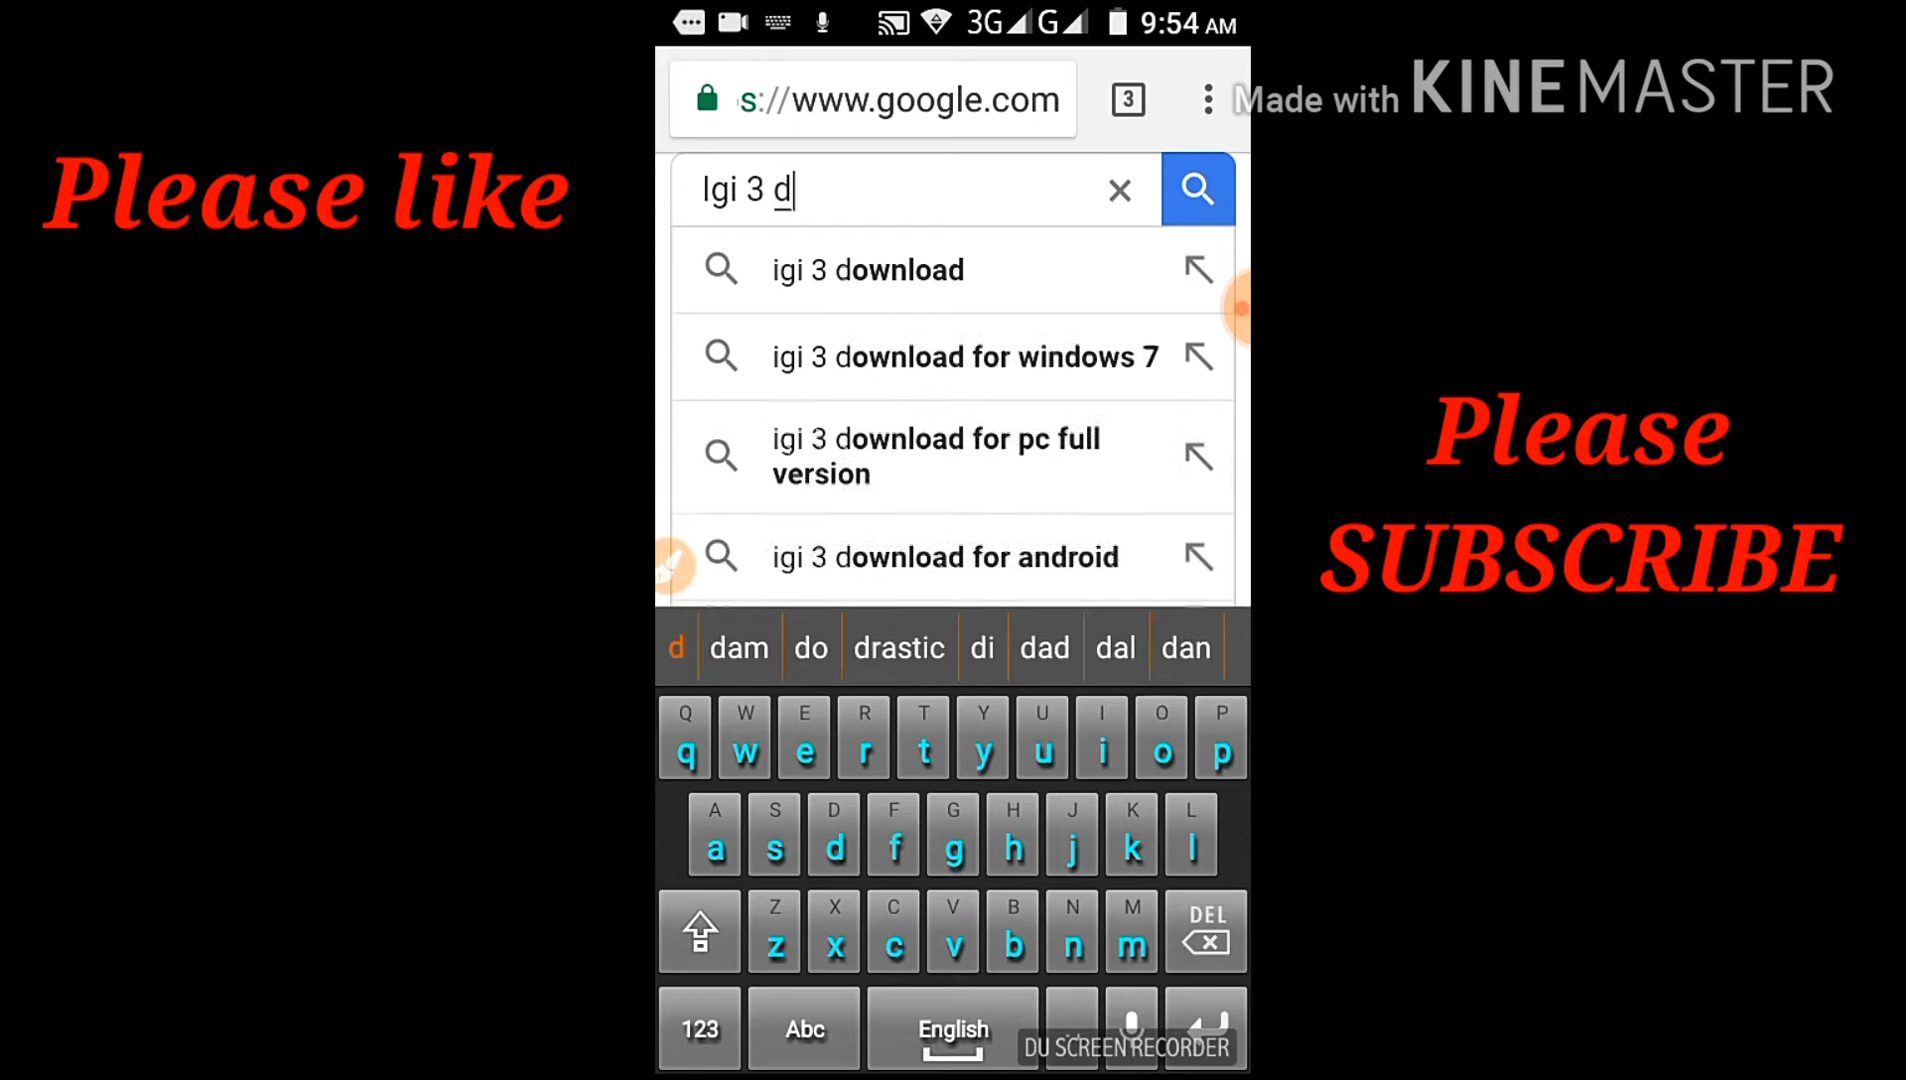 3G G 9:54 AM
s://www.google.com
3
Made with KINEMASTER
Please like
Igi 3 d
igi 3 download
igi 3 download for windows 7
igi 3 download for pc full
version
igi 3 download for android
Please
SUBSCRIBE
d dam do drastic di dad dal dan
Q W E R T Y U I O P
q w e r t y u i o p
A S D F G H J K L
a s d f g h j k l
Z X C V B N M DEL
z x c v b n m
123 Abc English
DU SCREEN RECORDER